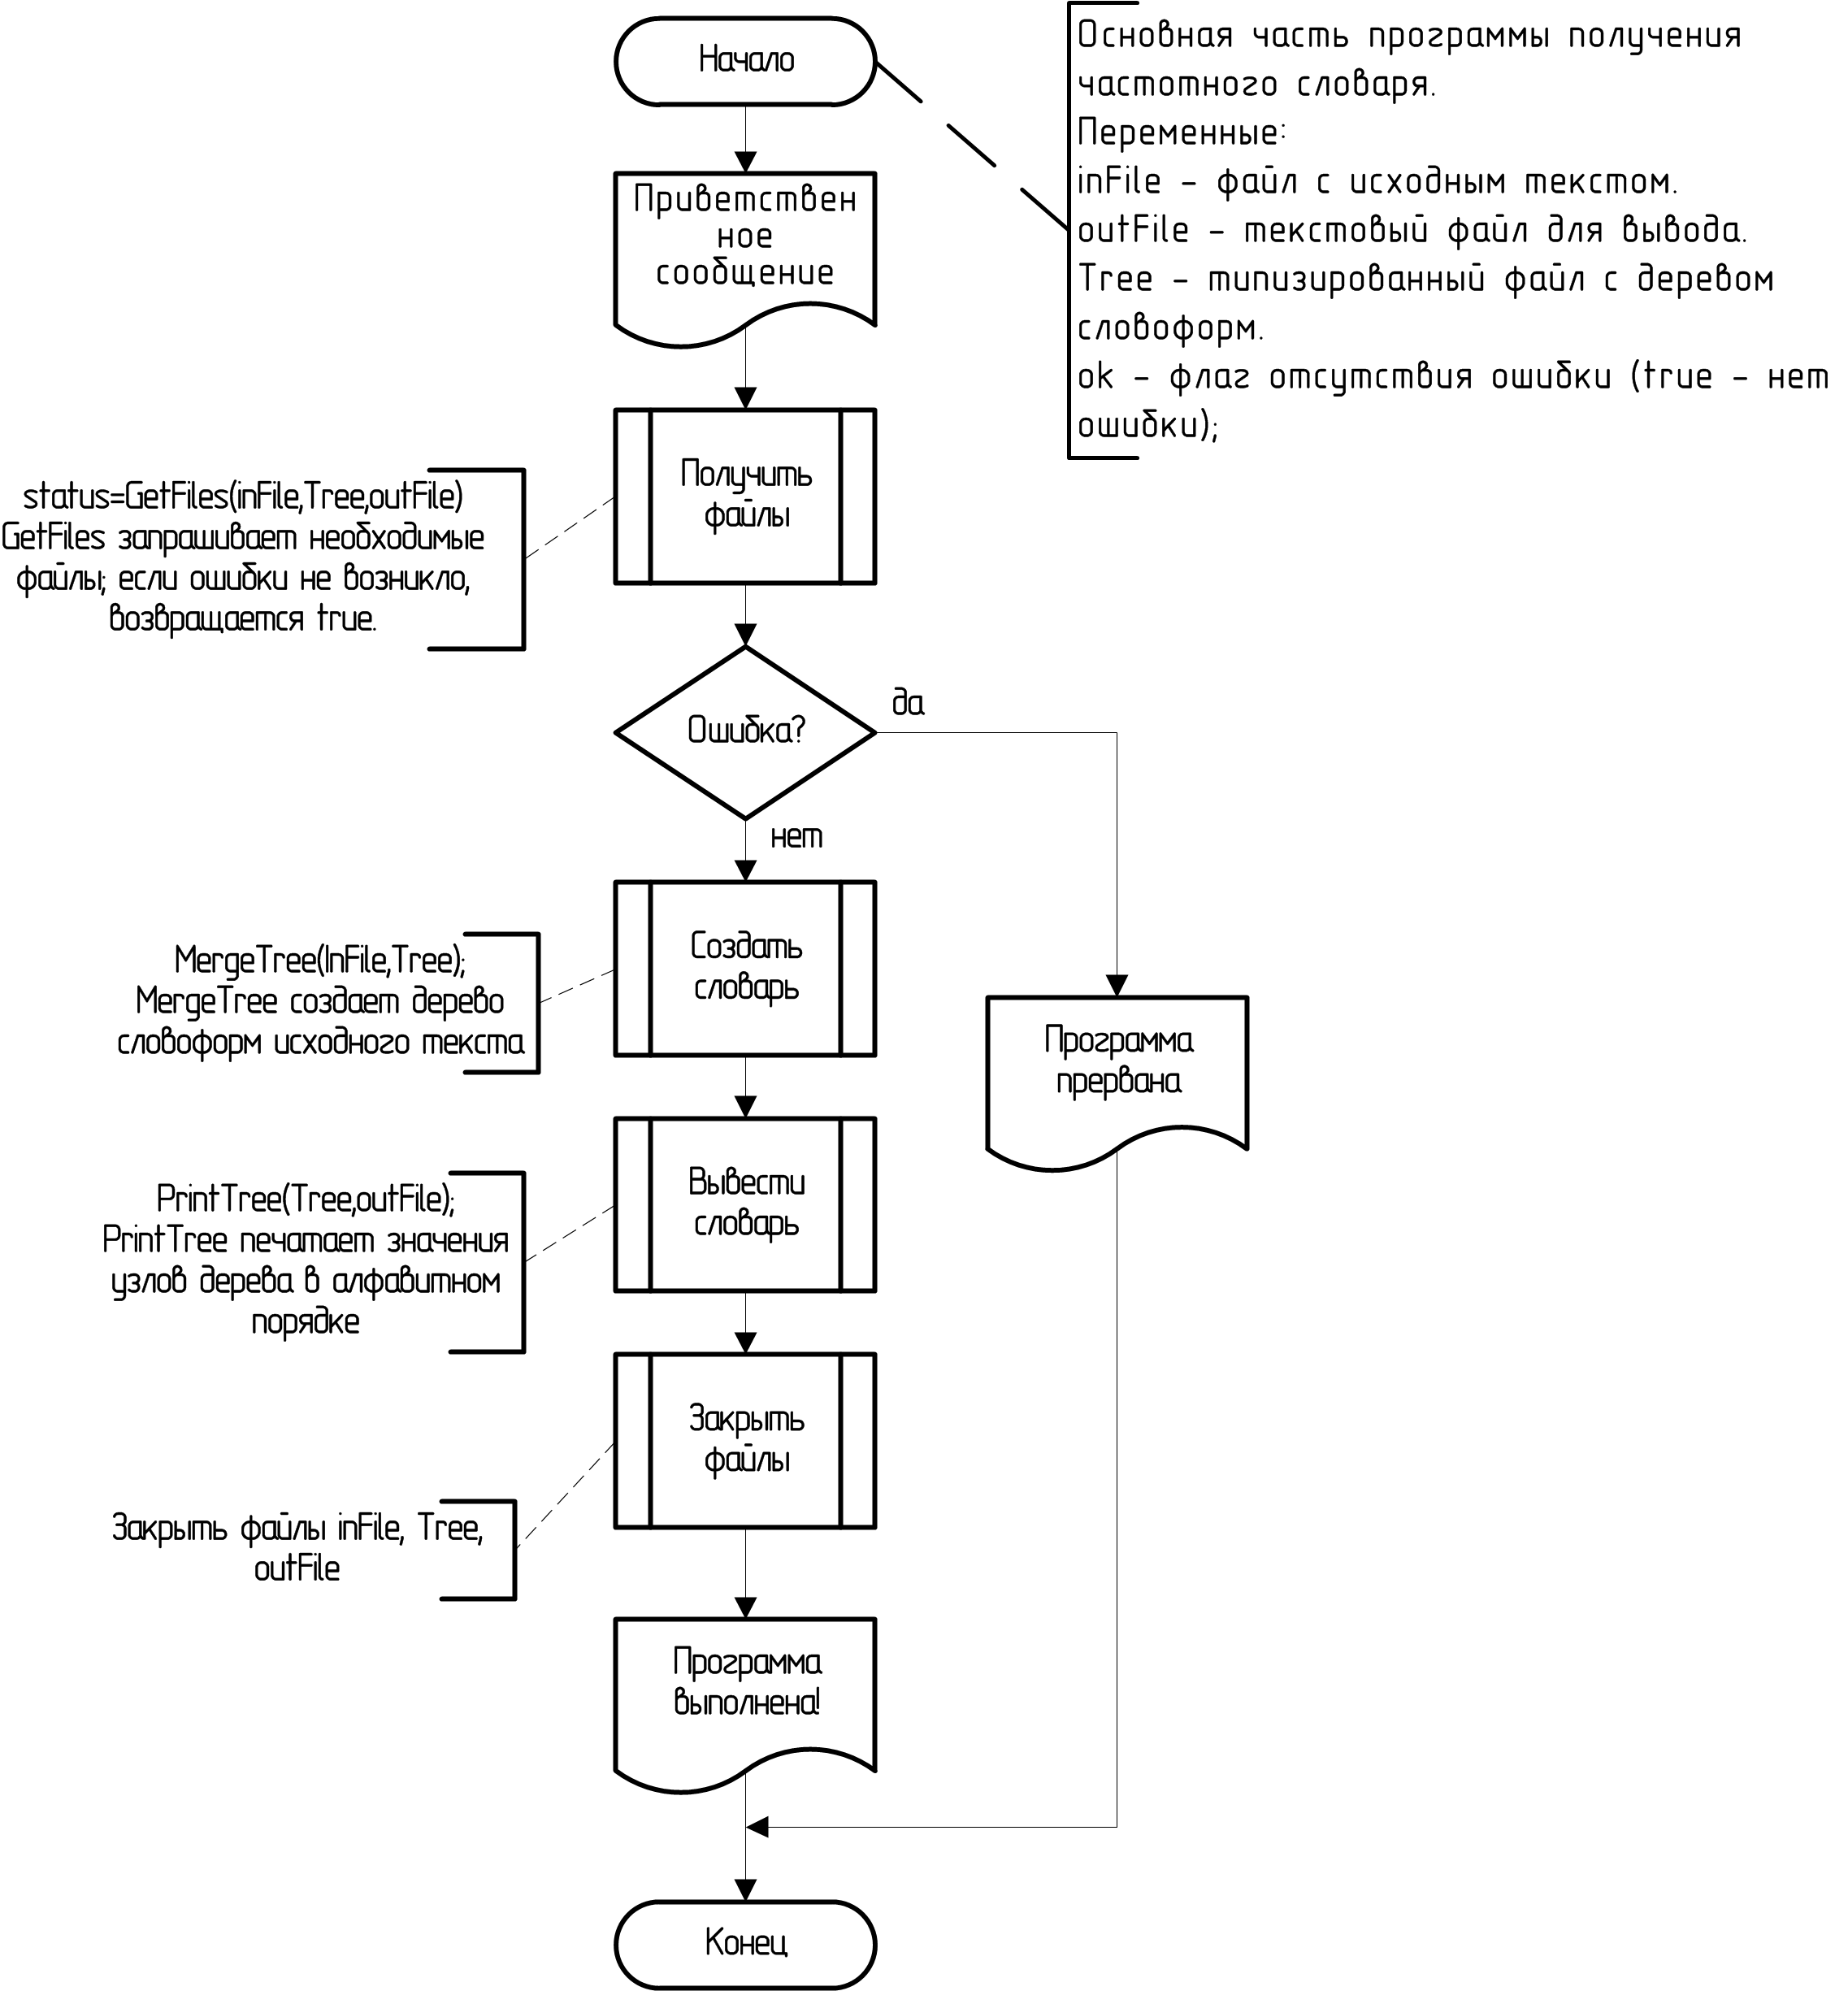 Начало
Основная часть программы получения
частотного словаря.
Переменные:
inFile - файл с исходным текстом.
outFile - текстовый файл для вывода.
Tree - типизированный файл с деревом
словоформ.
ok - флаг отсутствия ошибки (true - нет
ошибки);
Приветствен
ное
сообщение
Получить
файлы
status=GetFiles(inFile,Tree,outFile)
GetFiles запрашивает необходимые
файлы; если ошибки не возникло,
возвращается true.
Ошибка?
да
нет
Создать
словарь
MergeTree(InFile,Tree);
MergeTree создает дерево
словоформ исходного текста
Программа
прервана
Вывести
словарь
PrintTree(Tree,outFile);
PrintTree печатает значения
узлов дерева в алфавитном
порядке
Закрыть
файлы
Закрыть файлы inFile, Tree,
outFile
Программа
выполнена!
Конец